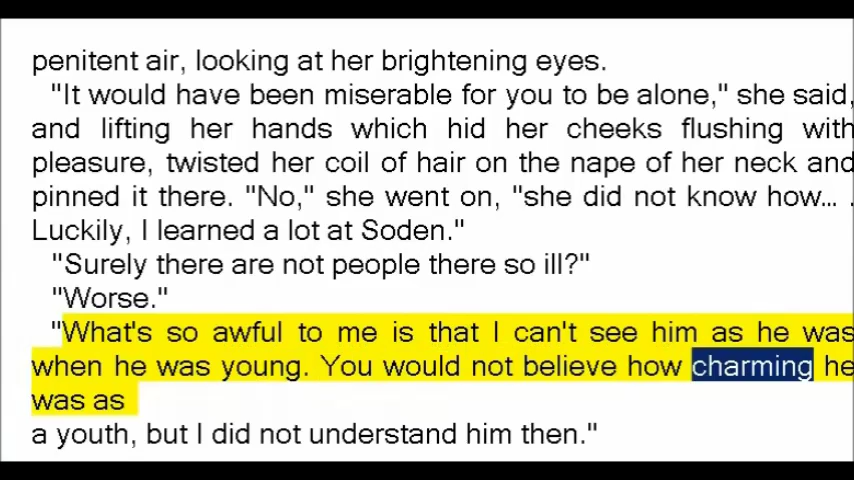 penitent air, looking at her brightening eyes.
"It would have been miserable for you to be alone," she said,
and lifting her hands which hid her cheeks flushing with
pleasure, twisted her coil of hair on the nape of her neck and
pinned it there. "No," she went on, "she did not know how... .
Luckily, I learned a lot at Soden."
"Surely there are not people there so ill?"
"Worse."
"What's so awful to me is that I can't see him as he was
when he was young. You would not believe how charming he
was as
a youth, but I did not understand him then."